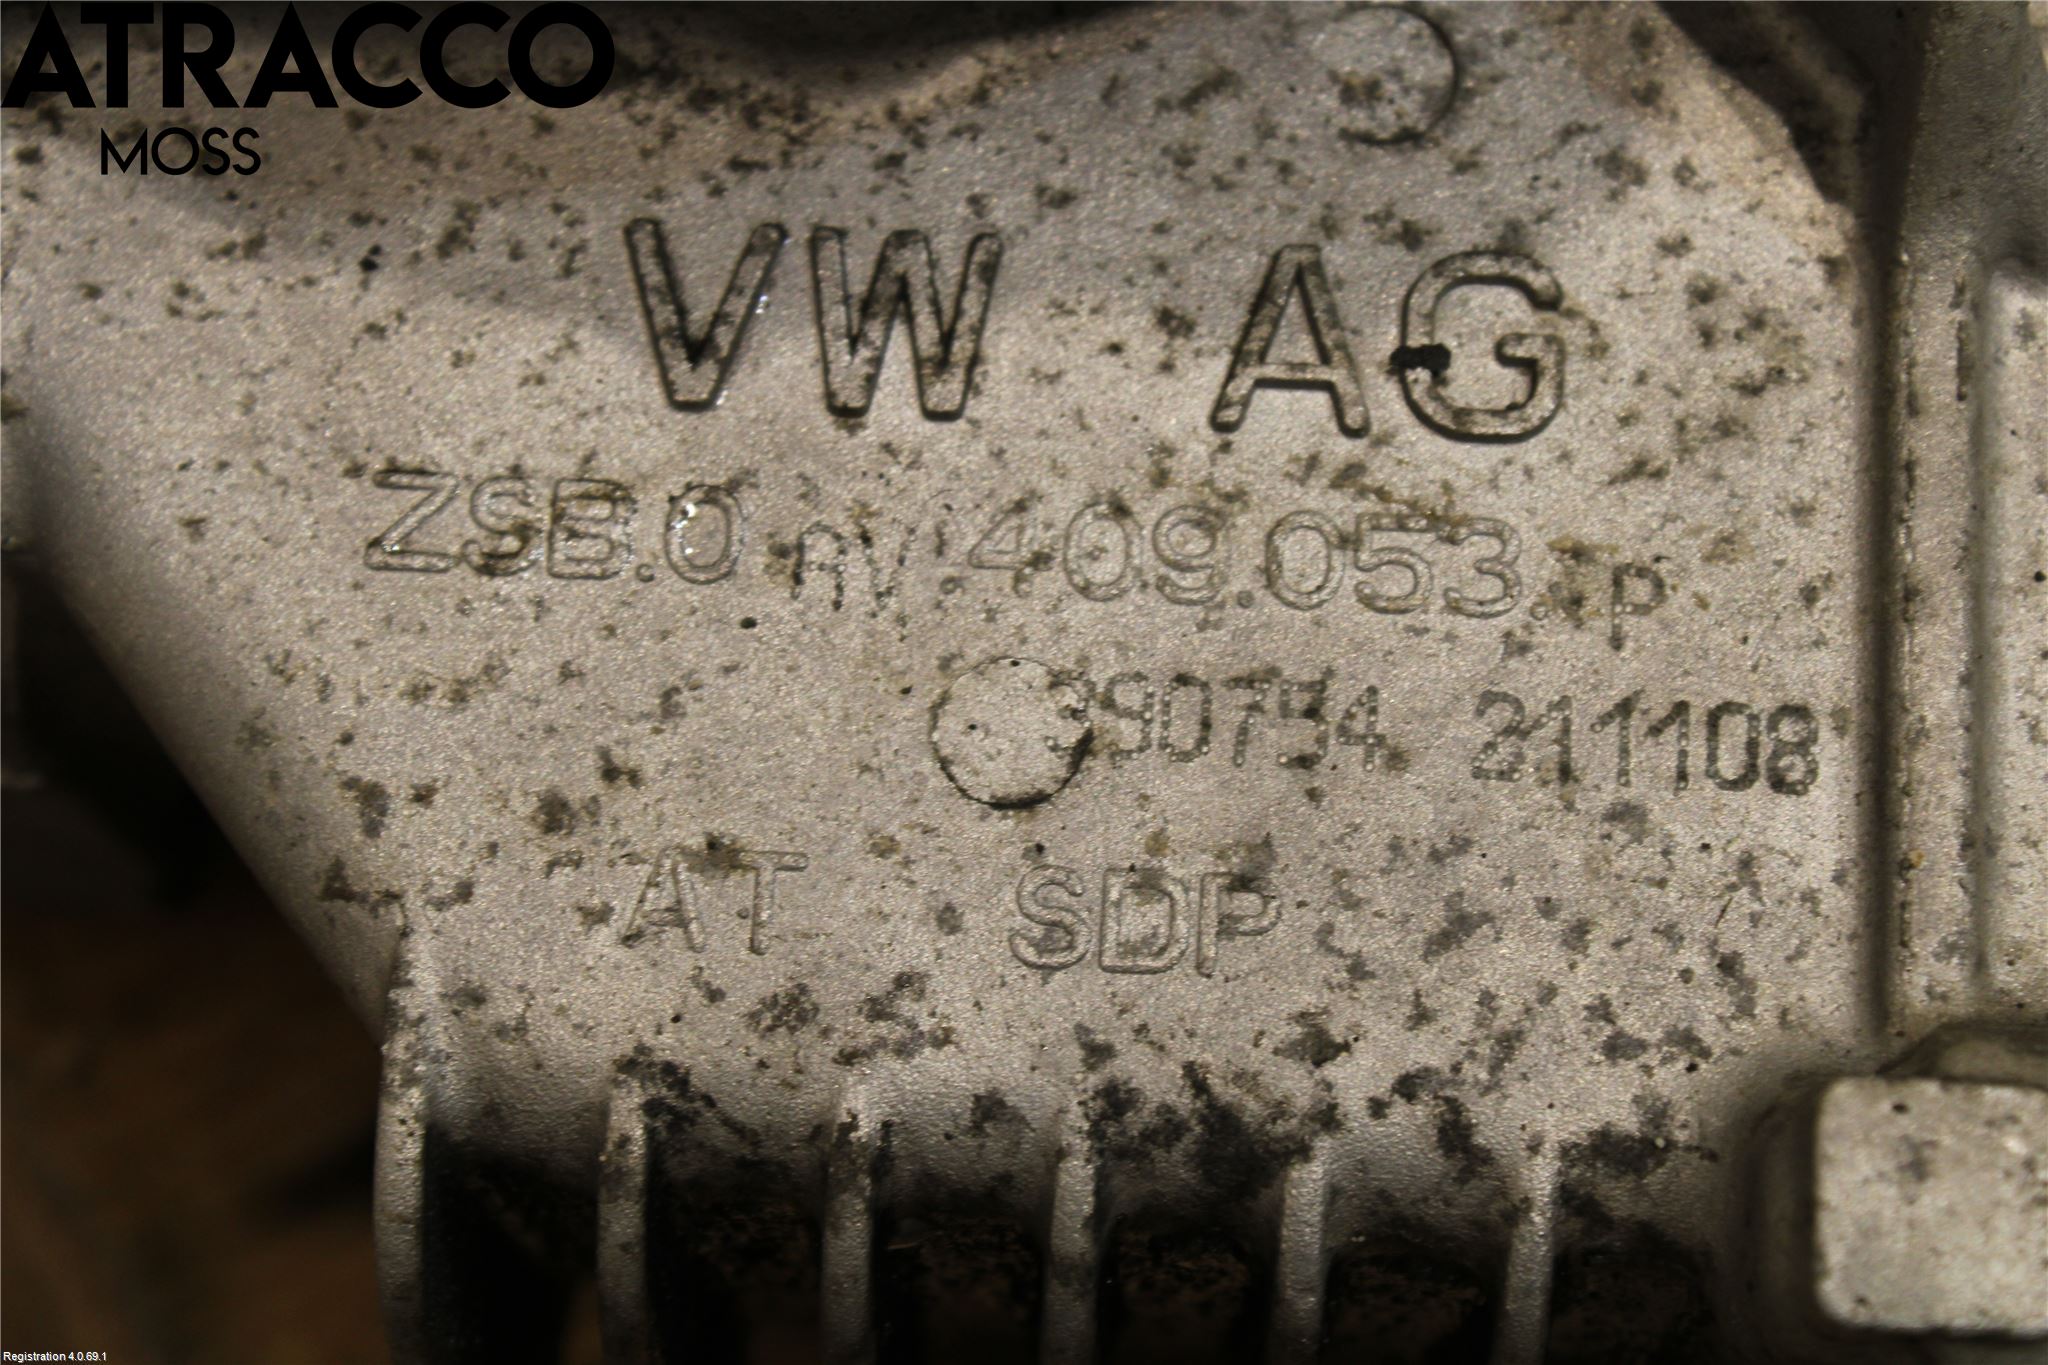 ATRACCO
MOSS
VW AG
ZSB.0 AV.409.053.P
390754 211108
AT SDP
Registration 4.0.69.1